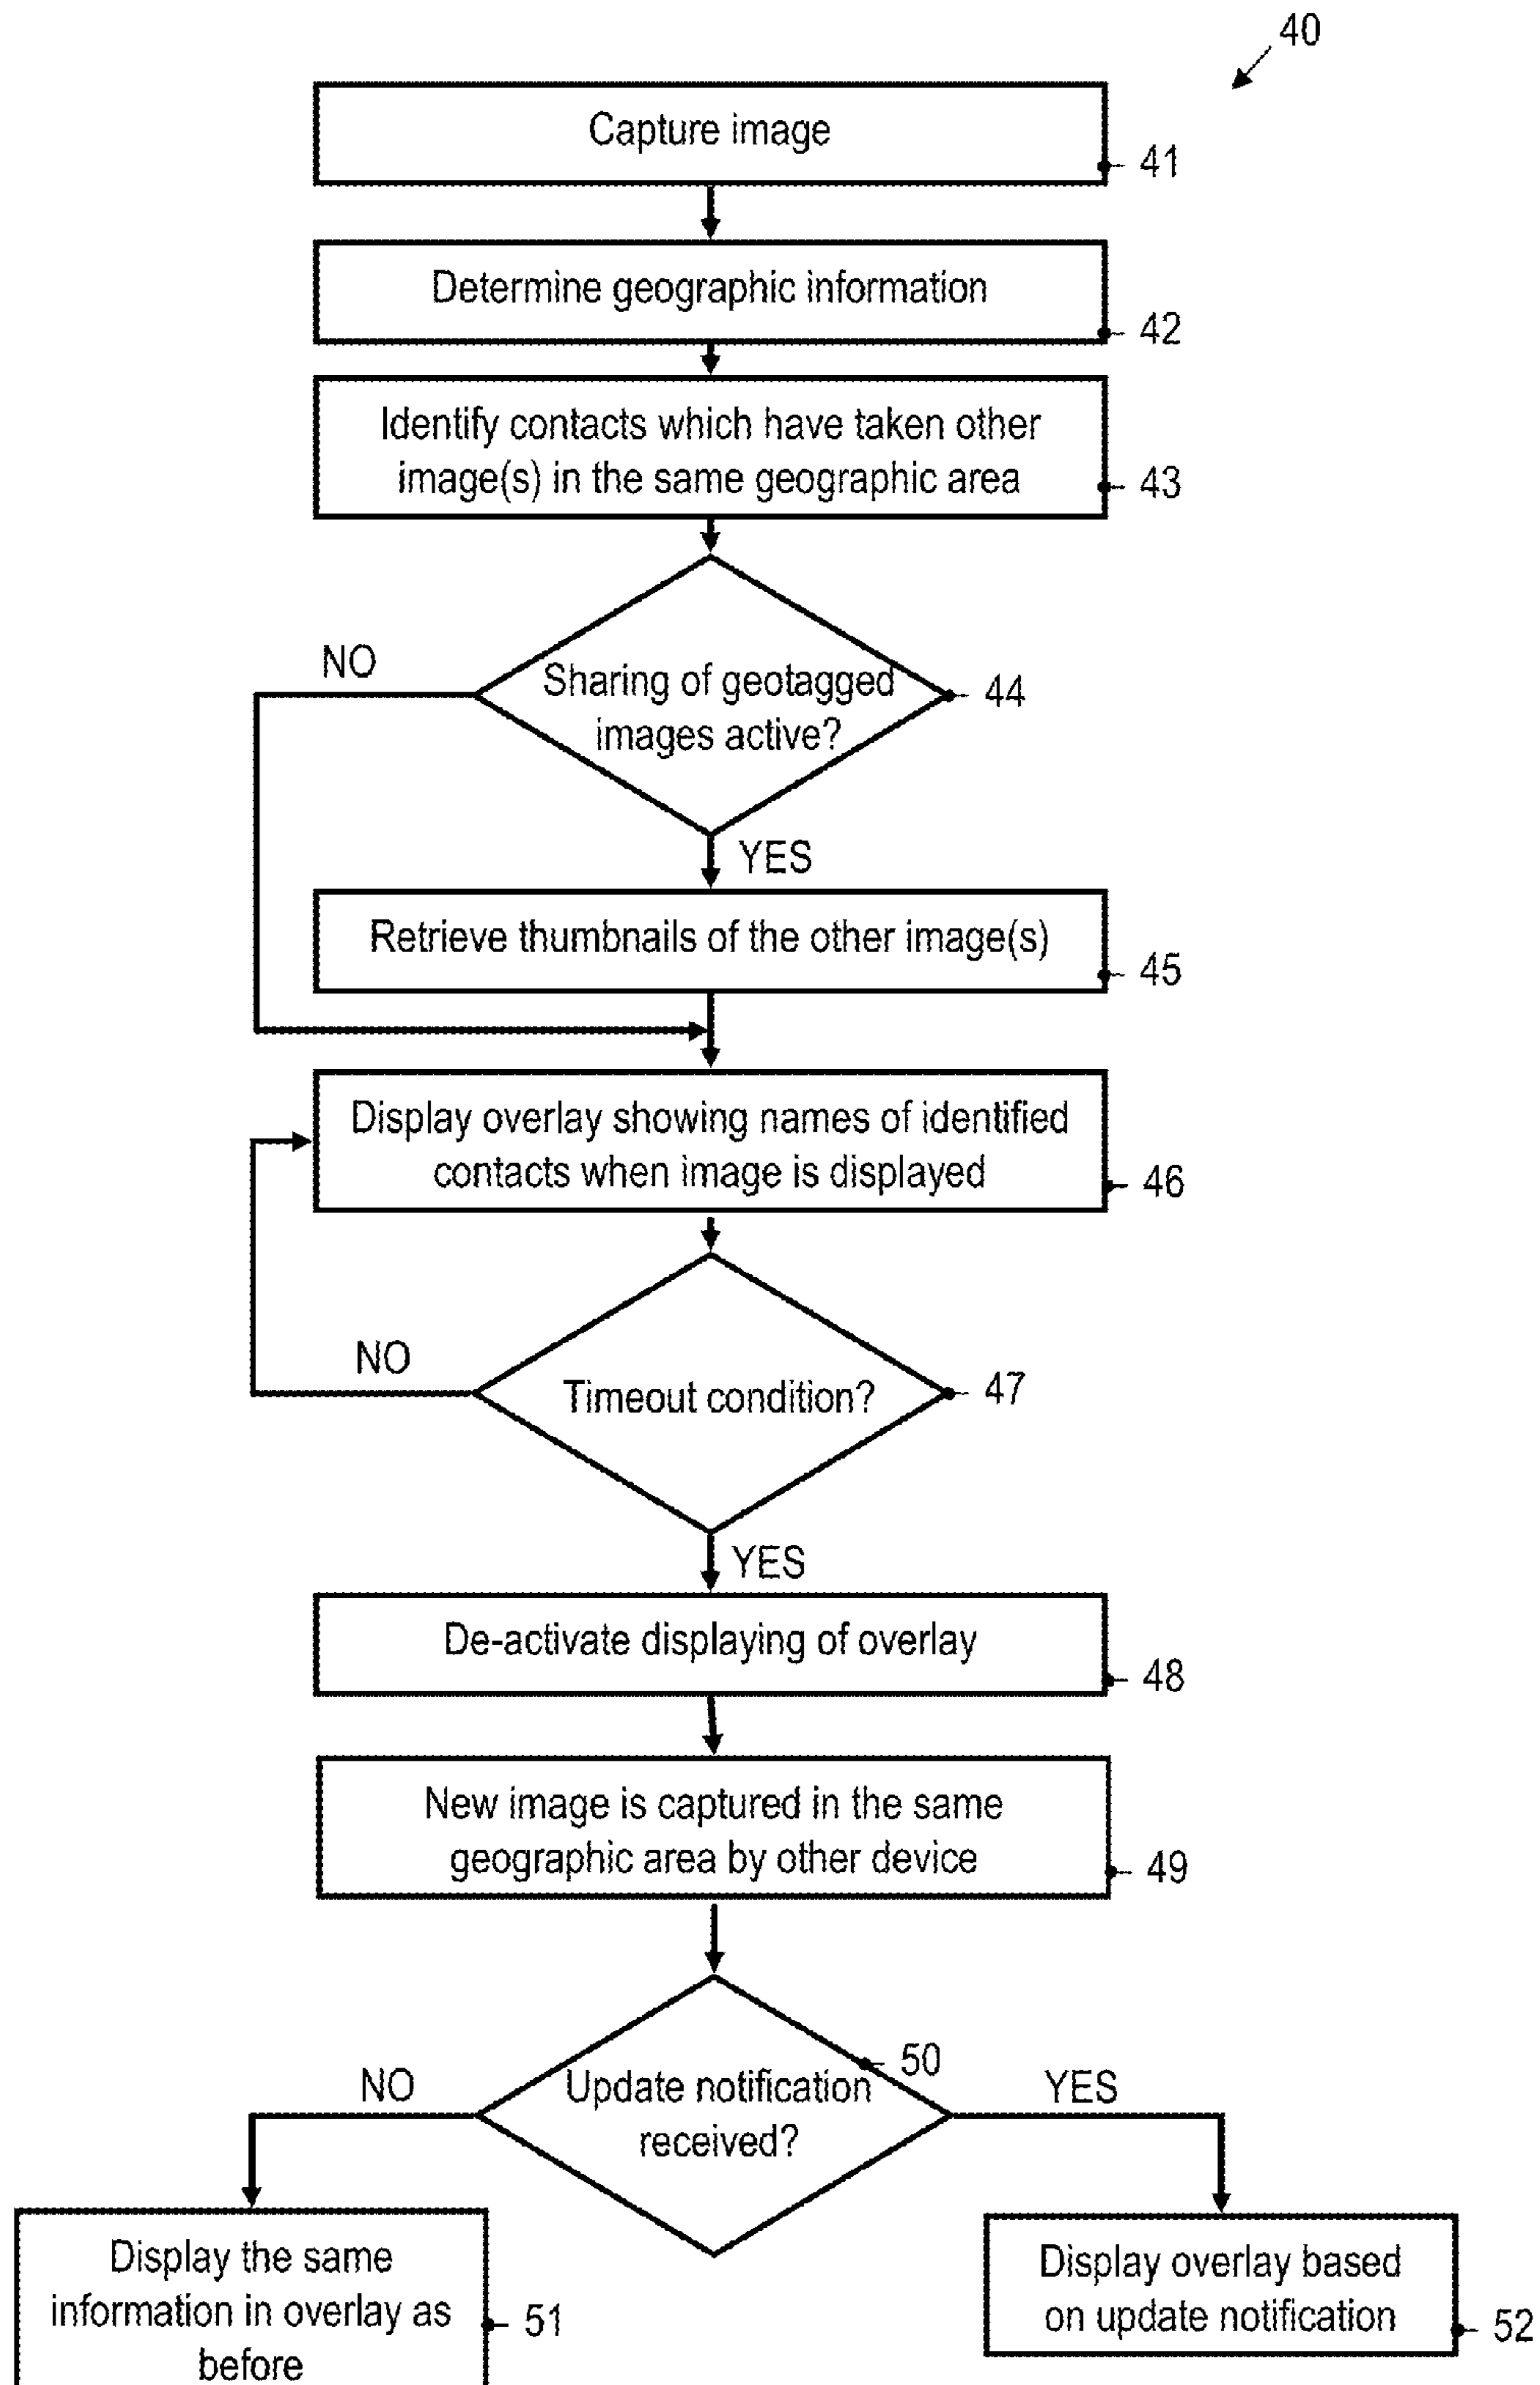 40
Capture image
41
Determine geographic information
42
Identify contacts which have taken other
image(s) in the same geographic area
43
NO
Sharing of geotagged
images active?
44
YES
Retrieve thumbnails of the other image(s)
45
Display overlay showing names of identified
contacts when image is displayed
46
NO
Timeout condition?
47
YES
De-activate displaying of overlay
48
New image is captured in the same
geographic area by other device
49
50
NO
Update notification
received?
YES
Display the same
information in overlay as
before
51
Display overlay based
on update notification
52